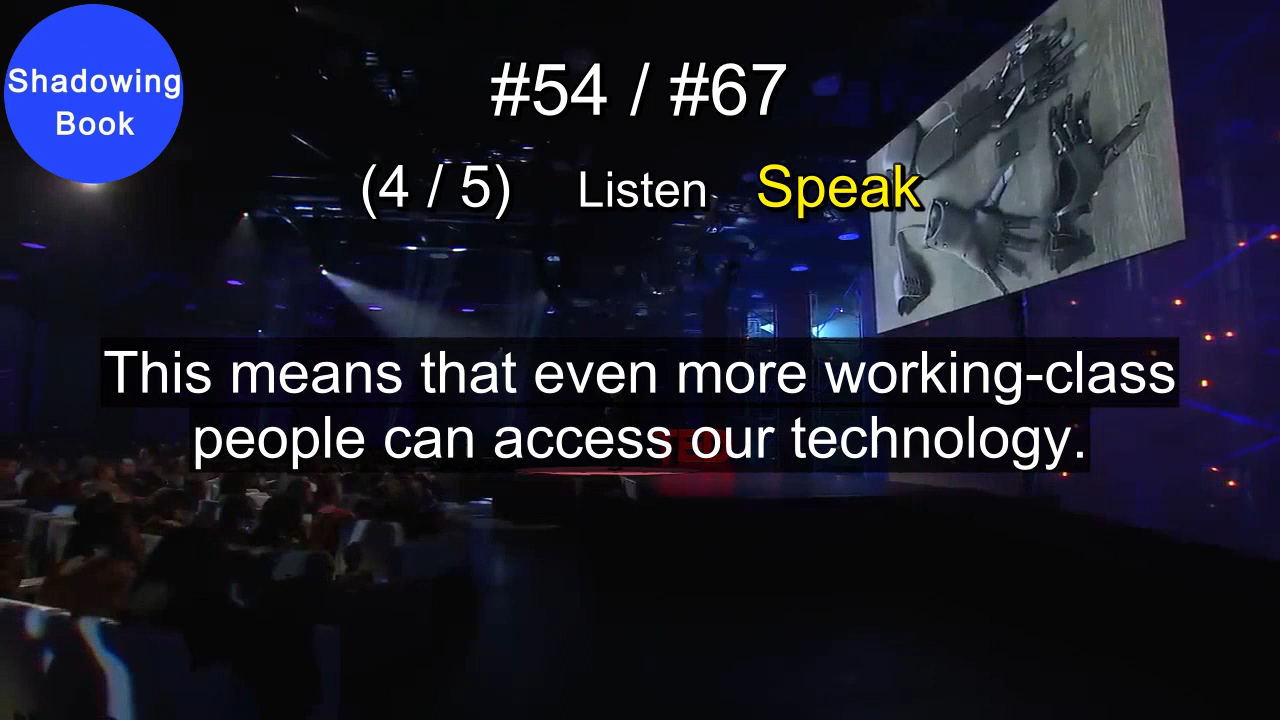 Shadowing
Book
#54 / #67
(4 / 5) Listen Speak
This means that even more working-class
people can access our technology.